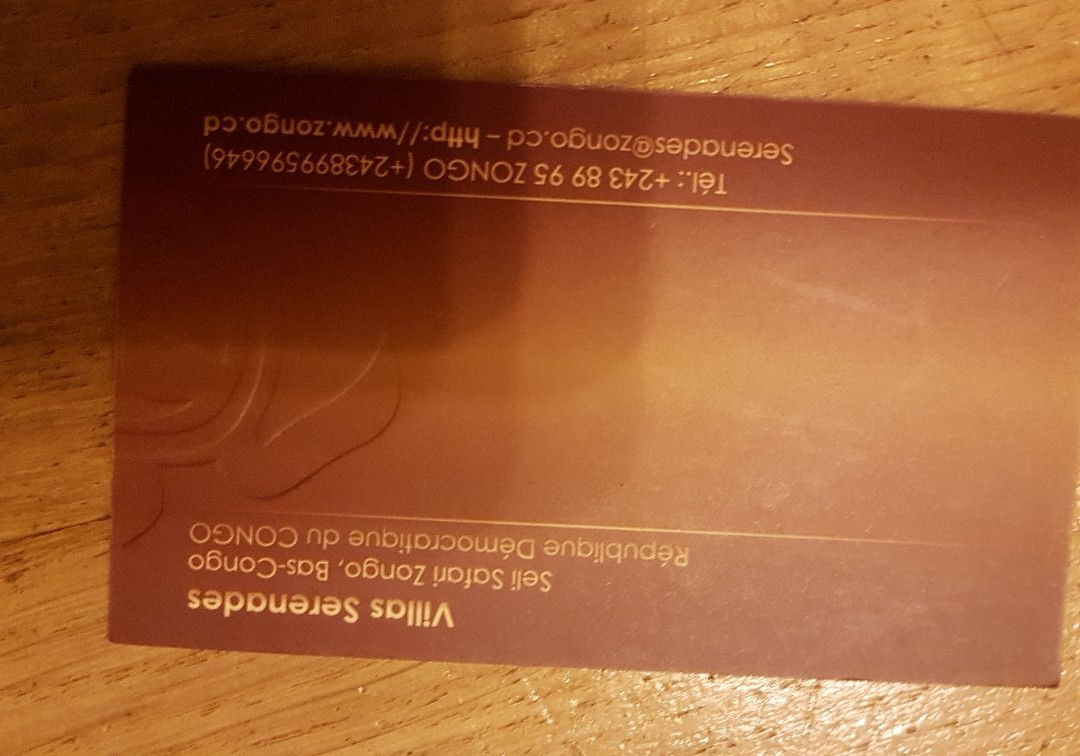 Villas Serenades
Seli Safari Zongo, Bas-Congo
République Démocratique du CONGO
Tél.: +243 89 95 ZONGO (+243899596646)
Serenades@zongo.cd – http://www.zongo.cd